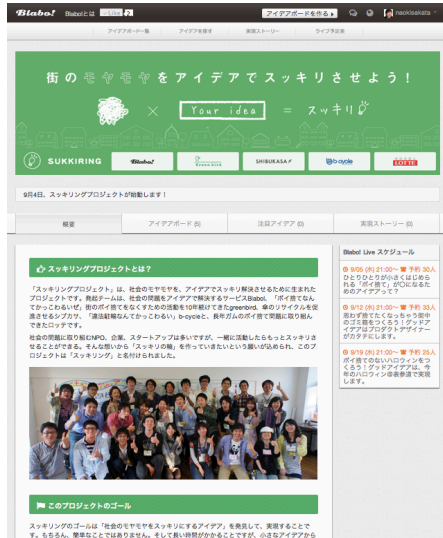 Blabo! Blaboとは Like 2 アイデアボードを作る naokisakata
アイデアボード一覧 アイデアを探す 実現ストーリー ライブ予定表
街のモヤモヤをアイデアでスッキリさせよう！
× Your idea = スッキリ
SUKKIRING Blabo! Green bird SHIBUKASA b·cycle LOTTE
9月4日、スッキリングプロジェクトが始動します！
概要 アイデアボード (5) 注目アイデア (0) 実現ストーリー (0)
スッキリングプロジェクトとは？
「スッキリングプロジェクト」は、社会のモヤモヤを、アイデアでスッキリ解決させるために生まれた
プロジェクトです。発起チームは、社会の問題をアイデアで解決するサービスBlabo!、「ポイ捨てなん
てかっこわるいぜ」街のポイ捨てをなくすための活動を10年続けてきたgreenbird、傘のリサイクルを促
進させるシブカサ、「違法駐輪なんてかっこわるい」b-cycleと、長年ガムのポイ捨て問題に取り組ん
できたロッテです。
社会の問題に取り組むNPO、企業、スタートアップは多いですが、一緒に活動したらもっとスッキリさ
せることができる。そんな想いから「スッキリの輪」を作っていきたいという願いが込められ、このプ
ロジェクトは「スッキリング」と名付けられました。
このプロジェクトのゴール
スッキリングのゴールは「社会のモヤモヤをスッキリにするアイデア」を発見して、実現することで
す。もちろん、簡単なことではありません。そして長い時間がかかることですが、小さなアイデアから
Blabo! Live スケジュール
9/05 (水) 21:00〜 予約 30人
ひとりひとりが小さくはじめら
れる「ポイ捨て」が〇になるた
めのアイデアって？
9/12 (水) 21:00〜 予約 33人
思わず捨てたくなっちゃう街中
のゴミ箱をつくろう！グッドア
イデアはプロダクトデザイナー
がカタチにします。
9/19 (水) 21:00〜 予約 25人
ポイ捨てのないハロウィンをつ
くろう！グッドアイデアは、今
年のハロウィン@表参道で実現
します。